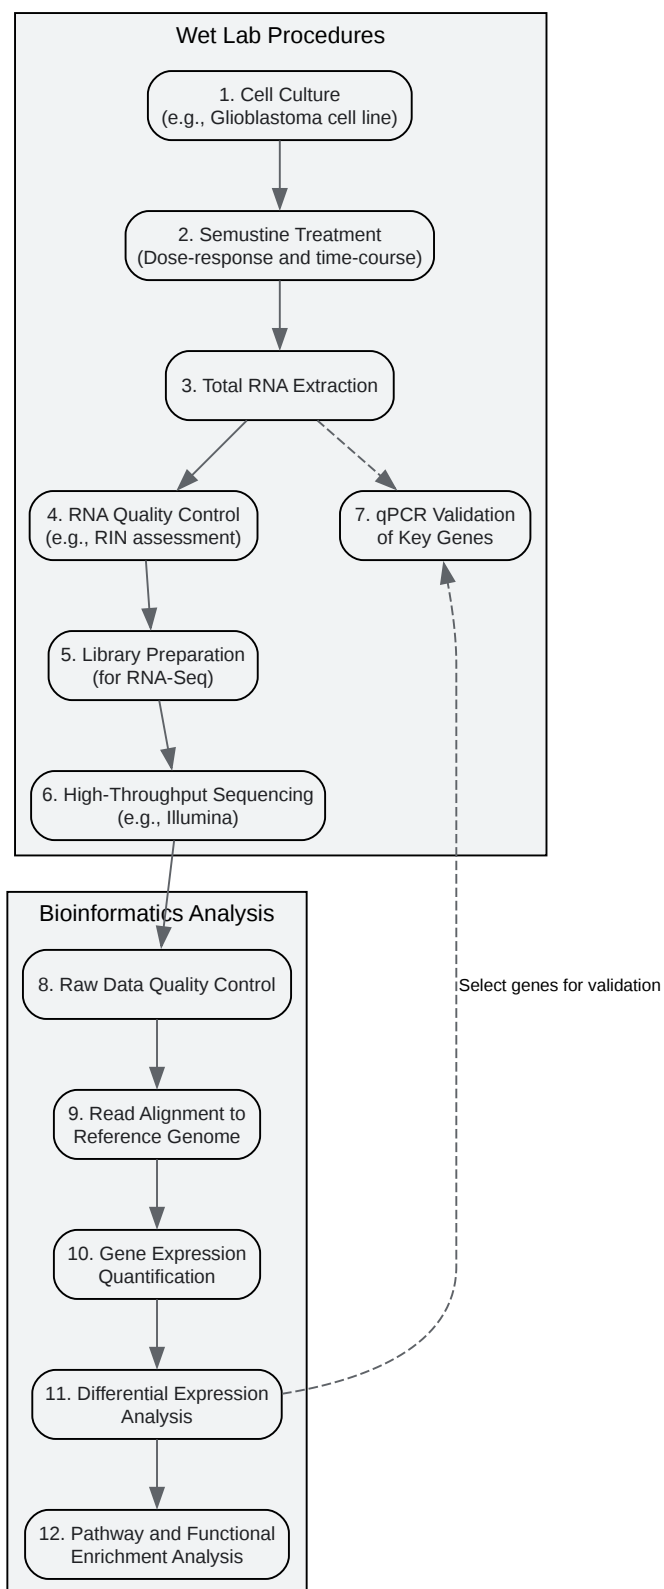 Wet Lab Procedures
1. Cell Culture
(e.g., Glioblastoma cell line)
2. Semustine Treatment
(Dose-response and time-course)
3. Total RNA Extraction
4. RNA Quality Control
(e.g., RIN assessment)
7. qPCR Validation
of Key Genes
5. Library Preparation
(for RNA-Seq)
6. High-Throughput Sequencing
(e.g., Illumina)
Bioinformatics Analysis
8. Raw Data Quality Control
Select genes for validation
9. Read Alignment to
Reference Genome
10. Gene Expression
Quantification
11. Differential Expression
Analysis
12. Pathway and Functional
Enrichment Analysis